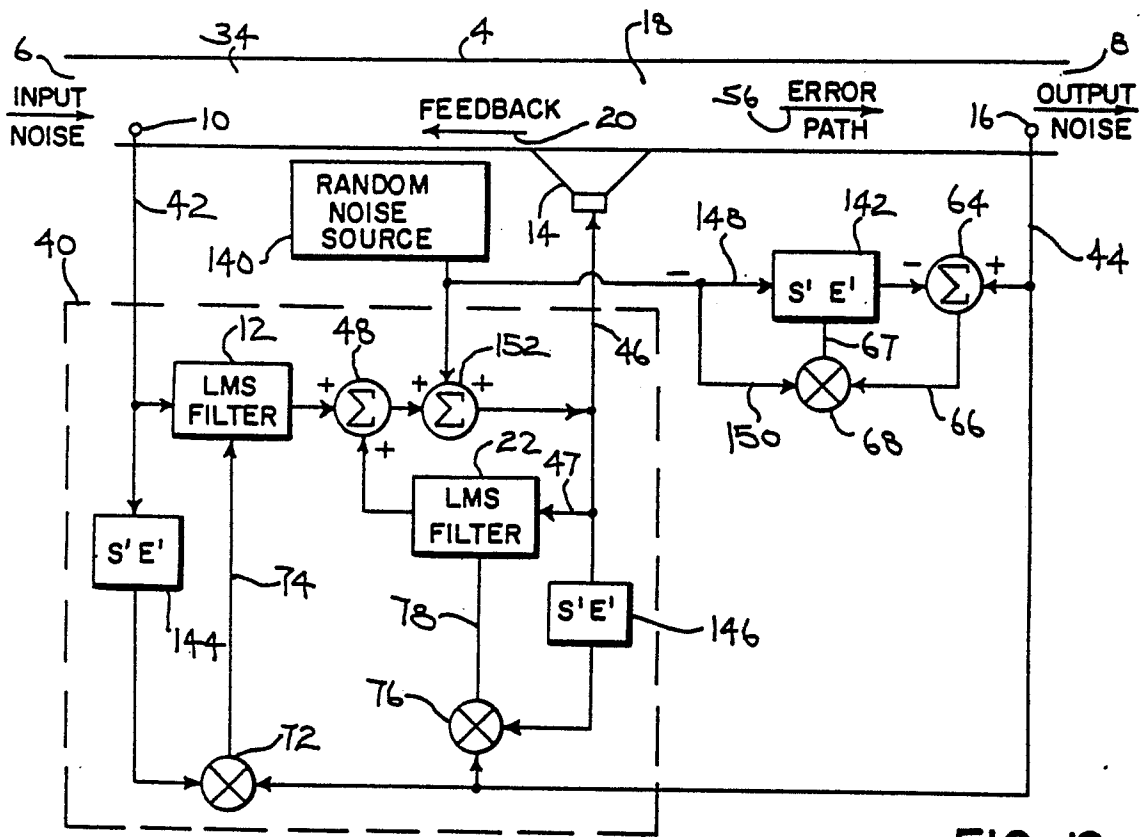 34
4
18
6
8
INPUT
NOISE
10
FEEDBACK
20
56
ERROR
PATH
16
OUTPUT
NOISE
42
RANDOM
NOISE
SOURCE
140
14
148
142
64
44
40
−
S' E'
−
Σ
+
12
LMS
FILTER
48
152
46
67
+
Σ
+
+
Σ
+
150
68
66
22
47
LMS
FILTER
S' E'
144
74
78
S' E'
146
76
72